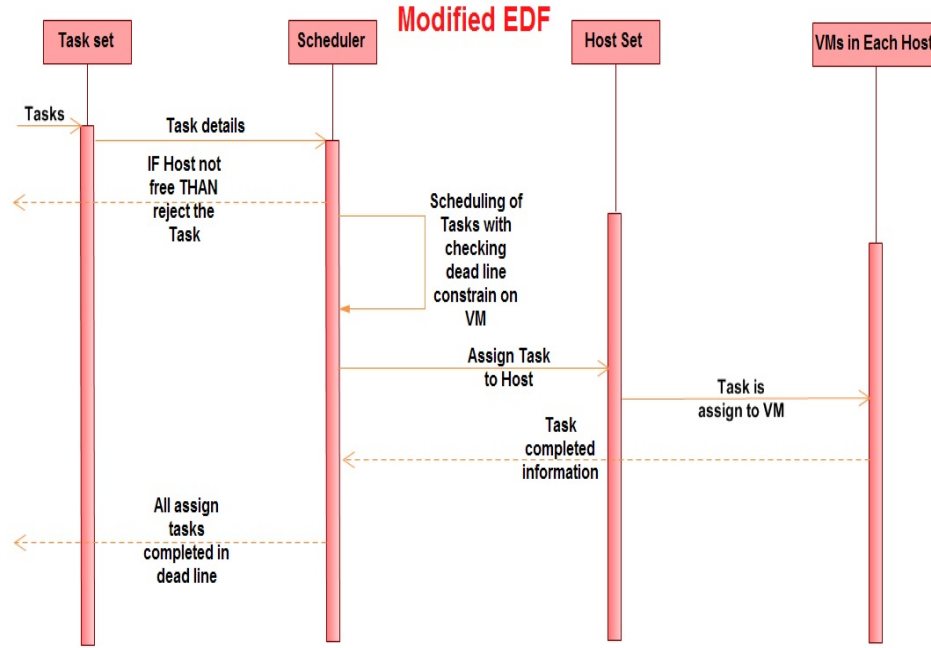 Modified EDF
Task set
Scheduler
Host Set
VMs in Each Host
Tasks
Task details
IF Host not
free THAN
reject the
Task
Scheduling of
Tasks with
checking
dead line
constrain on
VM
Assign Task
to Host
Task is
assign to VM
Task
completed
information
All assign
tasks
completed in
dead line